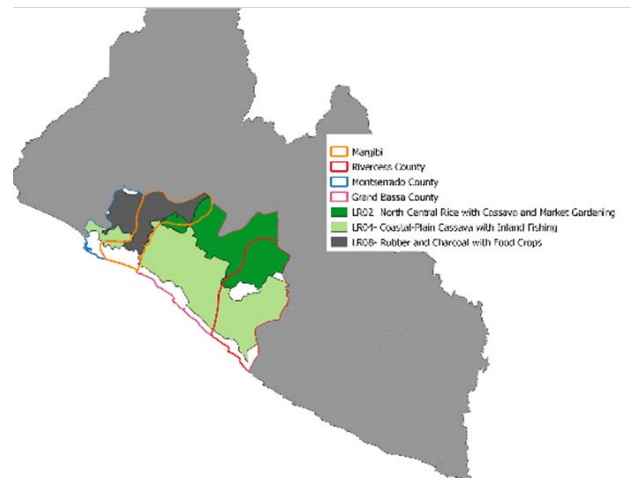 Margibi
Rivercess County
Montserrado County
Grand Bassa County
LR02- North Central Rice with Cassava and Market Gardening
LR04- Coastal-Plain Cassava with Inland Fishing
LR08- Rubber and Charcoal with Food Crops